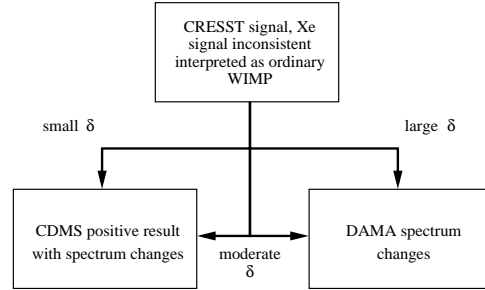 CRESST signal, Xe
signal inconsistent
interpreted as ordinary
WIMP
small δ
large δ
CDMS positive result
with spectrum changes
moderate
δ
DAMA spectrum
changes